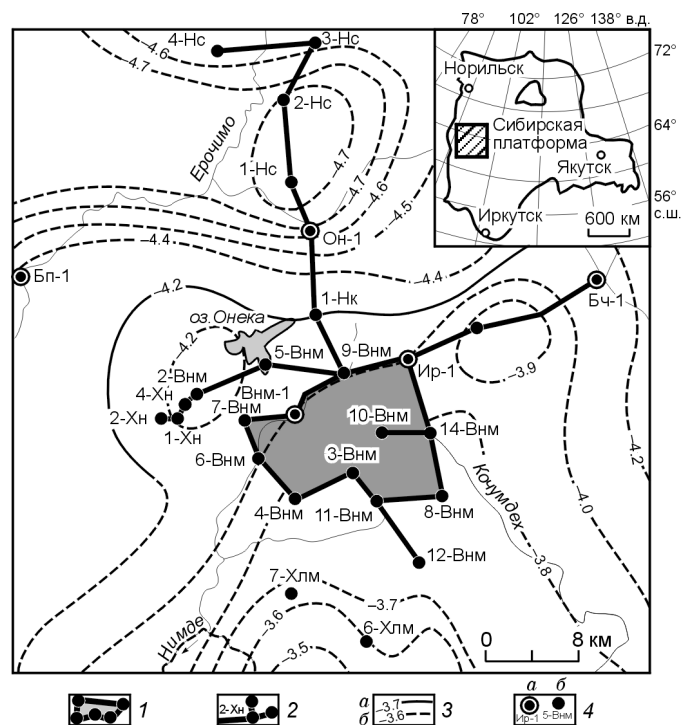 78° 102° 126° 138° в.д.
72°
64°
56°
с.ш.
Норильск
Сибирская
платформа
Якутск
Иркутск
600 км
4-Нс
3-Нс
–4.6
–4.7
2-Нс
Ерочимо
–4.7
–4.7
–4.6
–4.5
1-Нс
Он-1
–4.4
–4.4
Бп-1
Бч-1
–4.2
1-Нк
оз.Онека
–4.2
5-Внм
9-Внм
Ир-1
–3.9
2-Внм
4-Хн
Внм-1
2-Хн
1-Хн
7-Внм
10-Внм
14-Внм
–4.2
6-Внм
3-Внм
Кочумдех
–4.0
4-Внм
11-Внм
8-Внм
12-Внм
–3.8
7-Хлм
–3.7
–3.6
6-Хлм
–3.5
Нимде
0 8 км
1
2-Хн
2
а
б
–3.7
–3.6
3
а б
Ир-1 5-Внм
4